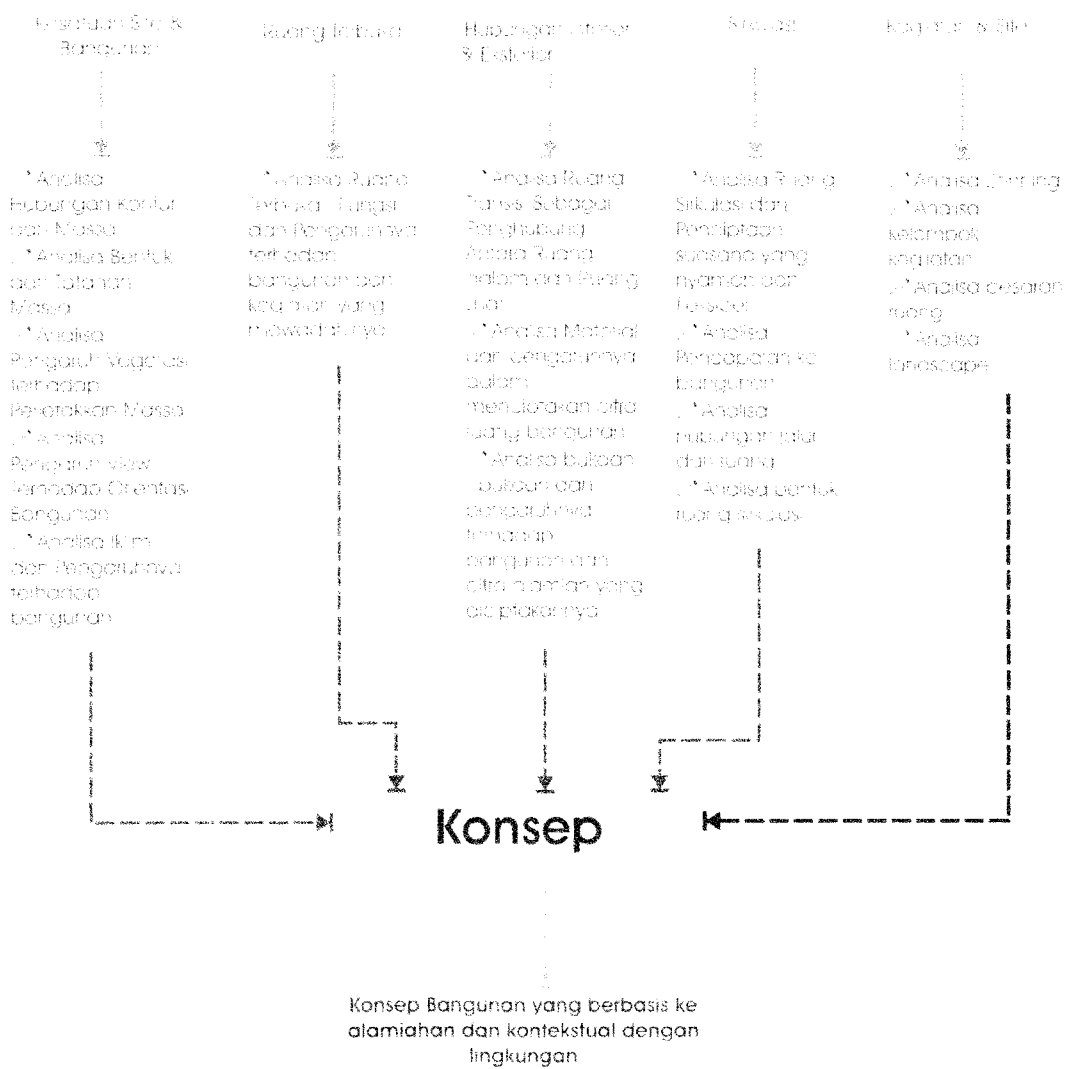 Bangunan
Ruang Terbuka
& Eksterior
Kegiatan & Site
Analisa
Hubungan Kontur
dan Massa
Analisa Bentuk
dan Tatanan
Massa
Analisa
Pengaruh Vegetasi
terhadap
Peletakkan Massa
Analisa
Pengaruh view
Terhadap Orientasi
Bangunan
Analisa Iklim
dan Pengaruhnya
terhadap
bangunan
Analisa Ruang
Terbuka Fungsi
dan Pengaruhnya
terhadap
bangunan dan
kegiatan yang
mewadahinya
Analisa Ruang
Transisi Sebagai
Penghubung
Antara Ruang
dalam dan Ruang
Luar
Analisa Material
dan pengaruhnya
dalam
menciptakan citra
ruang bangunan
Analisa bukaan
bukaan dan
pengaruhnya
terhadap
bangunan dan
citra alamiah yang
diciptakannya
Analisa Ruang
Sirkulasi dan
Penciptaan
suasana yang
nyaman dan
Analisa
Pencapaian ke
bangunan
Analisa
hubungan jalur
dan ruang
Analisa bentuk
ruang sirkulasi
Analisa Zonning
Analisa
Kelompok
Kegiatan
Analisa besaran
ruang
Analisa
landscape
Konsep
Konsep Bangunan yang berbasis ke
alamiahan dan kontekstual dengan
lingkungan